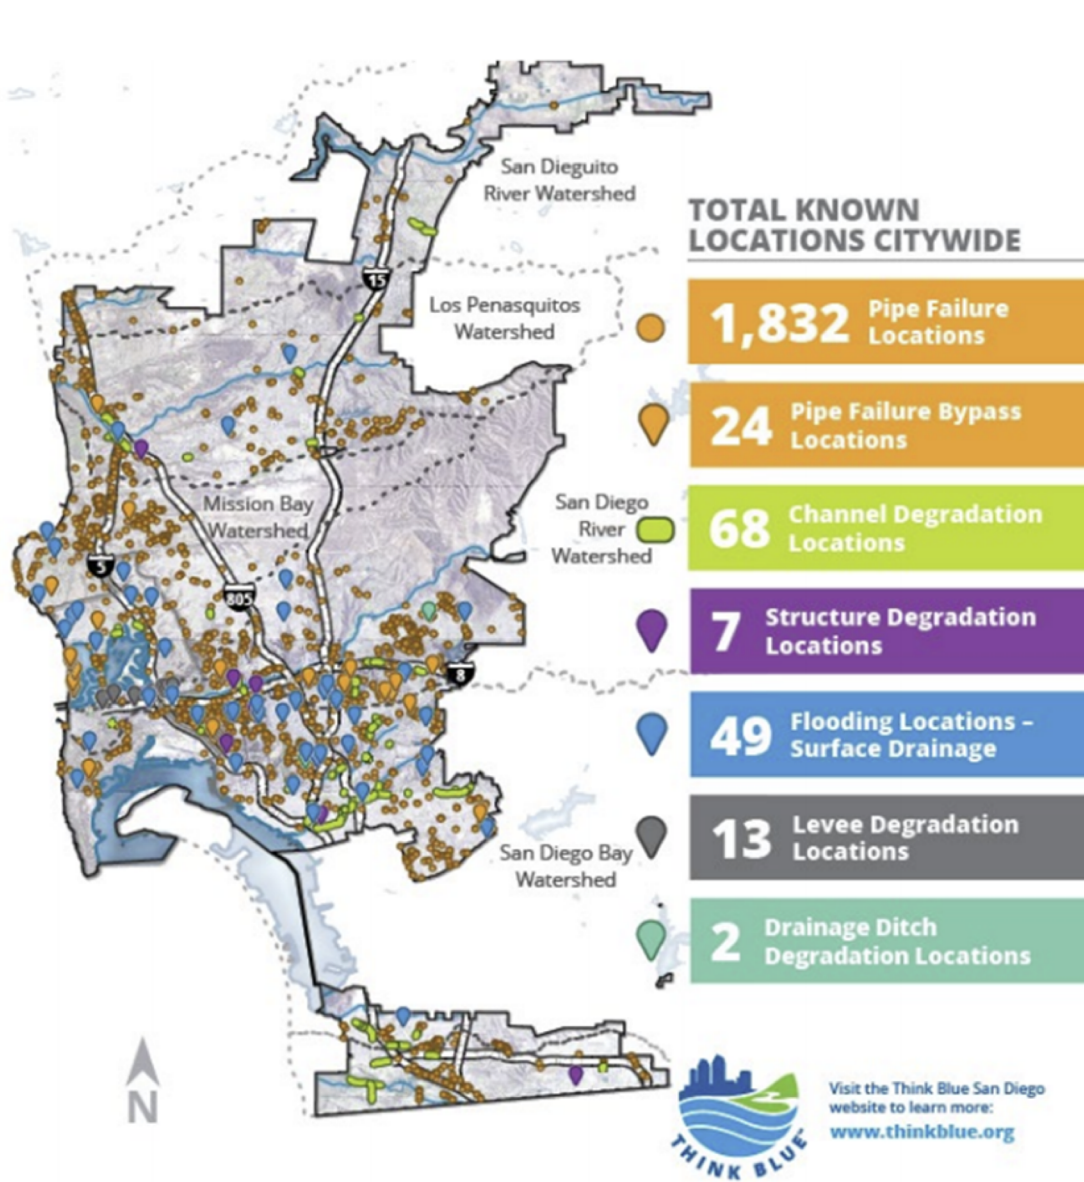 San Dieguito
River Watershed
TOTAL KNOWN
LOCATIONS CITYWIDE
15
Los Penasquitos
Watershed
1,832 Pipe Failure
Locations
24 Pipe Failure Bypass
Locations
Mission Bay
Watershed
San Diego
River
Watershed
68 Channel Degradation
Locations
5
805
7 Structure Degradation
Locations
8
49 Flooding Locations –
Surface Drainage
13 Levee Degradation
Locations
San Diego Bay
Watershed
2 Drainage Ditch
Degradation Locations
N
THINK BLUE
Visit the Think Blue San Diego
website to learn more:
www.thinkblue.org